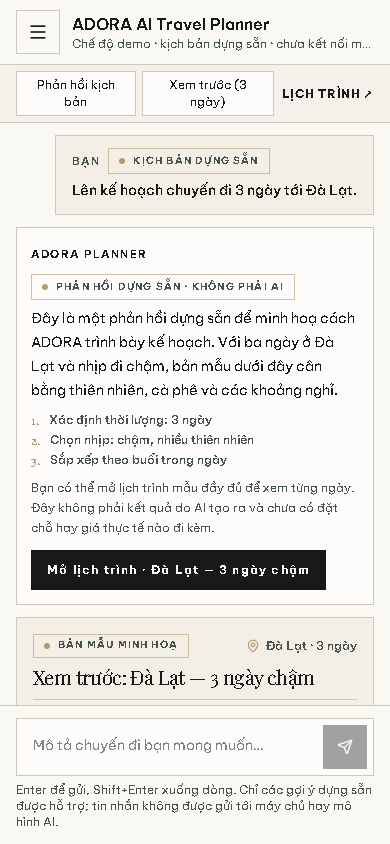 ADORA AI Travel Planner
Chế độ demo · kịch bản dựng sẵn · chưa kết nối m...
Phản hồi kịch
bản
Xem trước (3
ngày)
LỊCH TRÌNH ↗
BẠN
KỊCH BẢN DỰNG SẴN
Lên kế hoạch chuyến đi 3 ngày tới Đà Lạt.
ADORA PLANNER
PHẢN HỒI DỰNG SẴN · KHÔNG PHẢI AI
Đây là một phản hồi dựng sẵn để minh hoạ cách
ADORA trình bày kế hoạch. Với ba ngày ở Đà
Lạt và nhịp đi chậm, bản mẫu dưới đây cân
bằng thiên nhiên, cà phê và các khoảng nghỉ.
1. Xác định thời lượng: 3 ngày
2. Chọn nhịp: chậm, nhiều thiên nhiên
3. Sắp xếp theo buổi trong ngày
Bạn có thể mở lịch trình mẫu đầy đủ để xem từng ngày.
Đây không phải kết quả do AI tạo ra và chưa có đặt
chỗ hay giá thực tế nào đi kèm.
Mở lịch trình · Đà Lạt — 3 ngày chậm
BẢN MẪU MINH HOẠ
Đà Lạt · 3 ngày
Xem trước: Đà Lạt — 3 ngày chậm
Mô tả chuyến đi bạn mong muốn...
Enter để gửi, Shift+Enter xuống dòng. Chỉ các gợi ý dựng sẵn
được hỗ trợ; tin nhắn không được gửi tới máy chủ hay mô
hình AI.